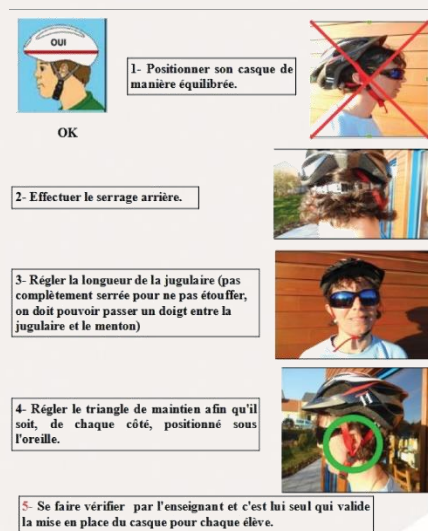 OUI
OK
1- Positionner son casque de
manière équilibrée.
2- Effectuer le serrage arrière.
3- Régler la longueur de la jugulaire (pas
complètement serrée pour ne pas étouffer,
on doit pouvoir passer un doigt entre la
jugulaire et le menton)
4- Régler le triangle de maintien afin qu'il
soit, de chaque côté, positionné sous
l'oreille.
5- Se faire vérifier par l'enseignant et c'est lui seul qui valide
la mise en place du casque pour chaque élève.